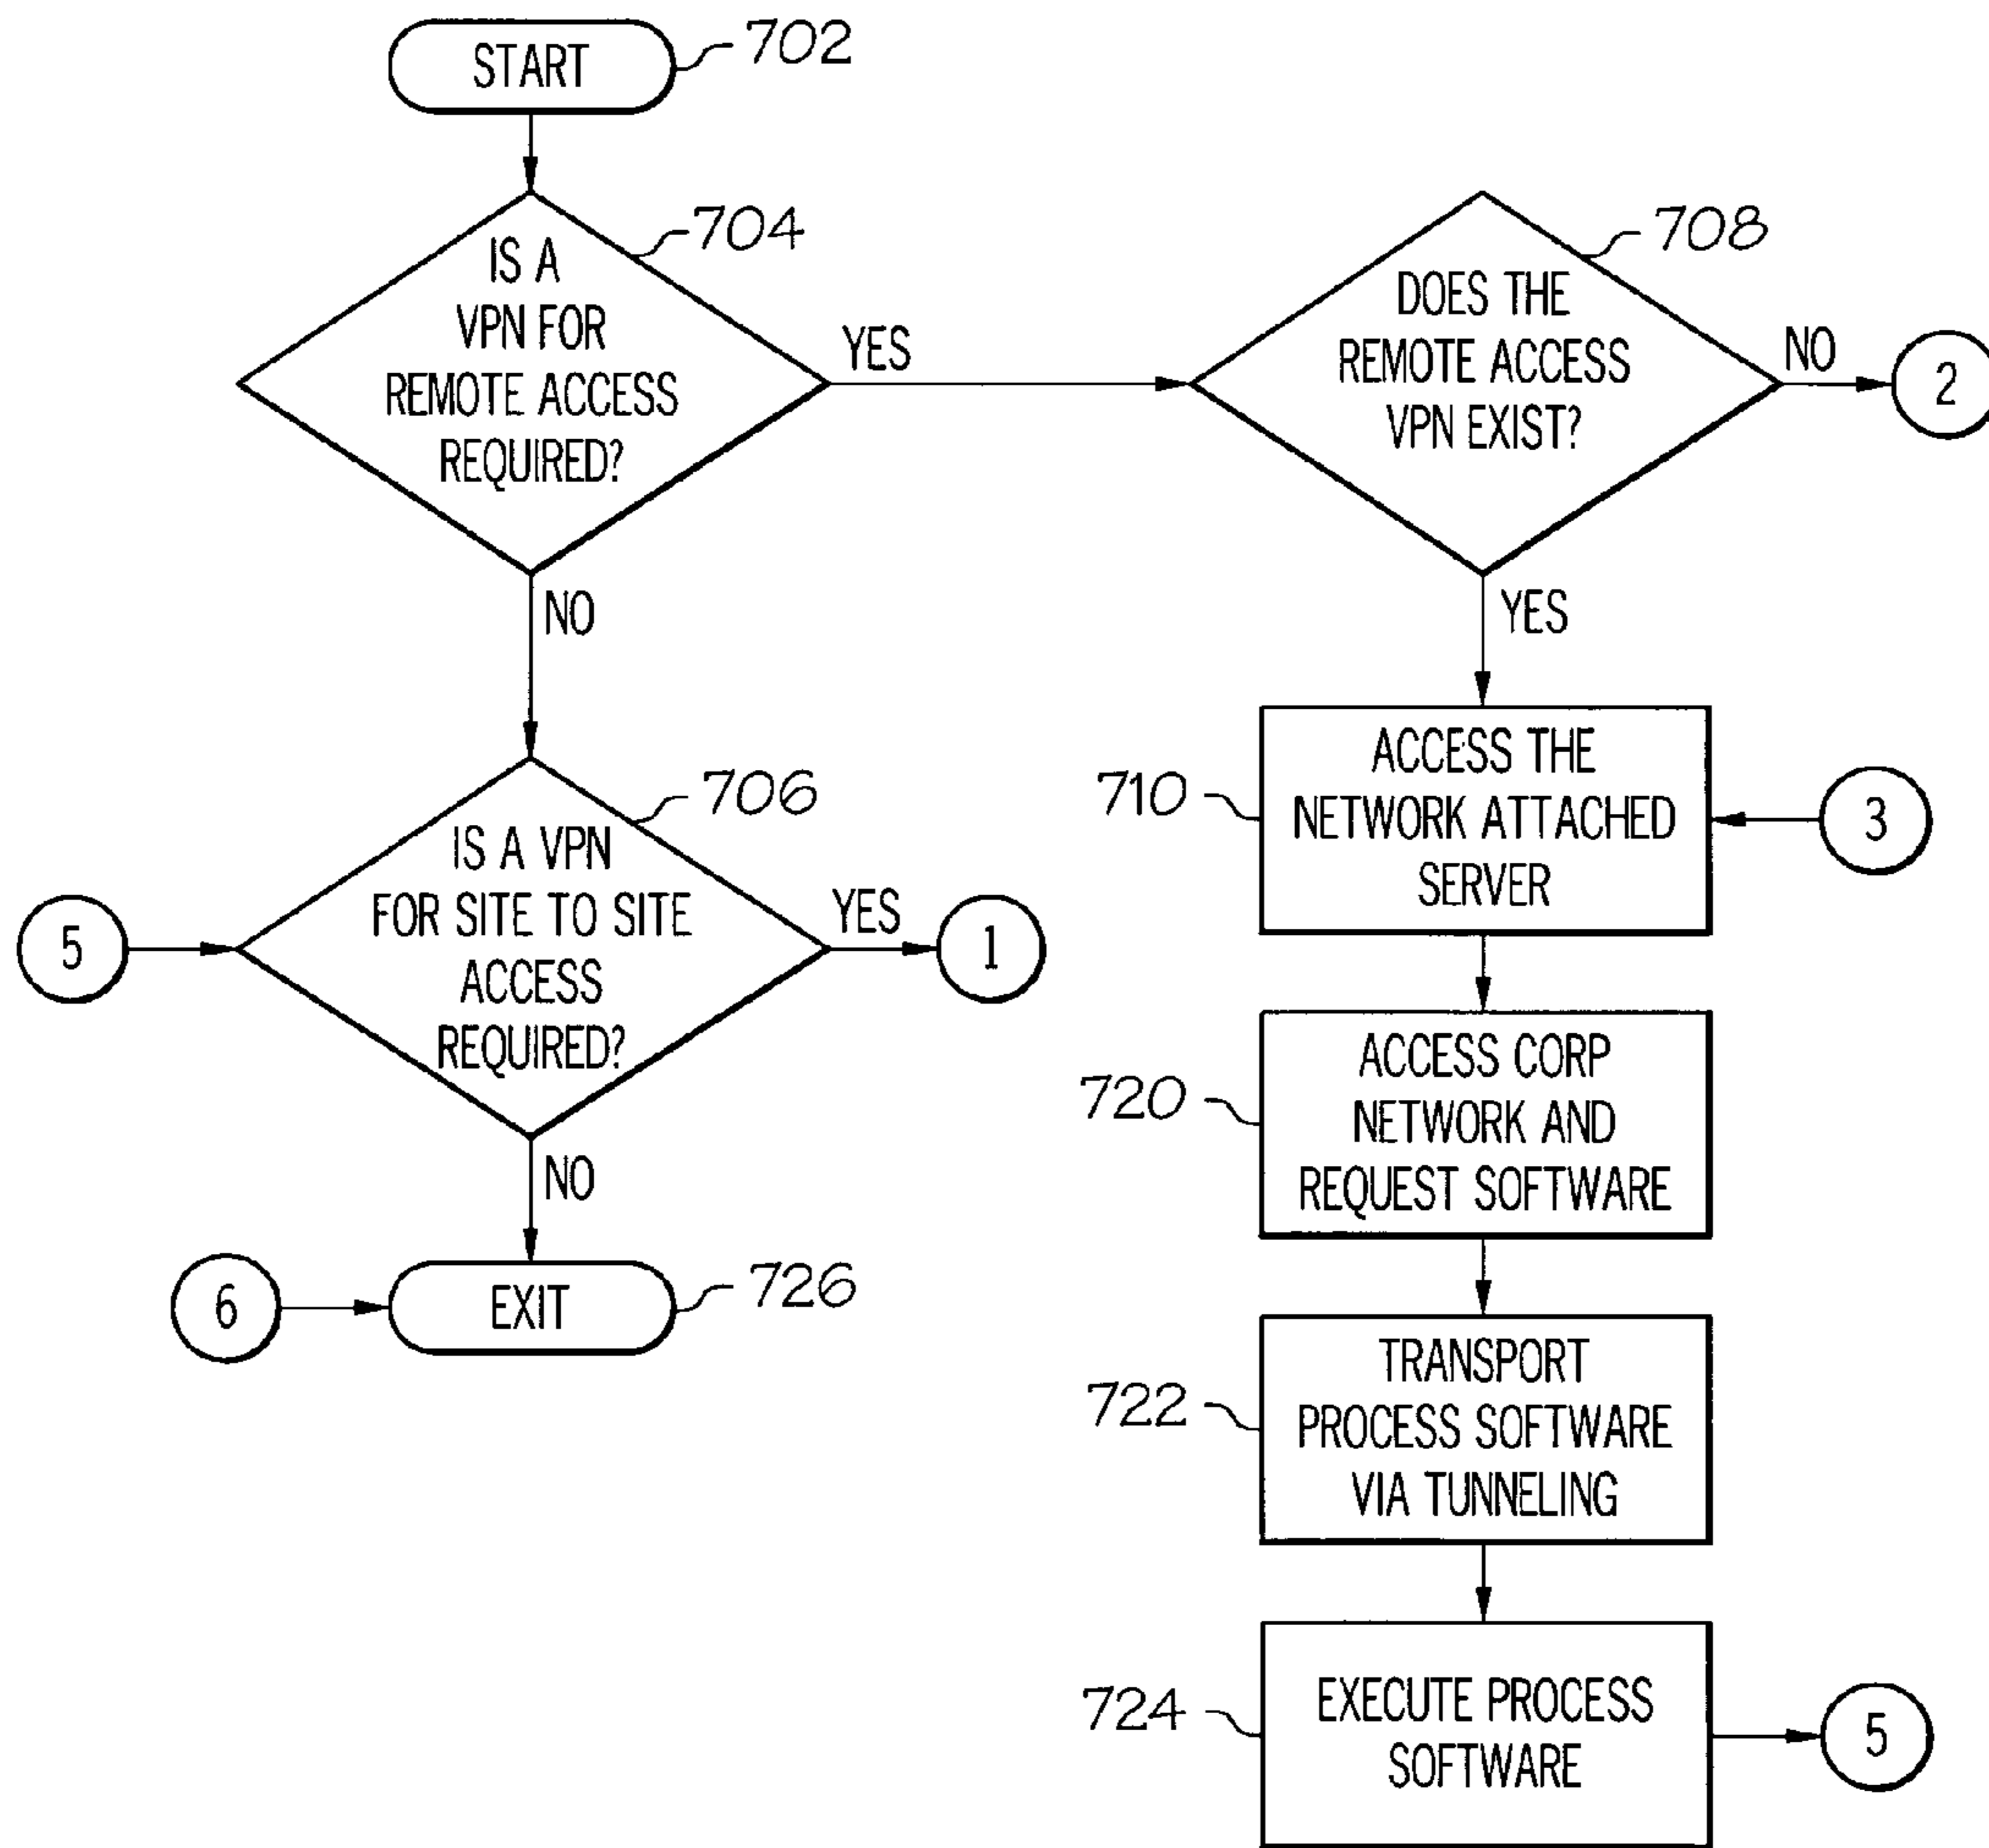 START
702
IS A
VPN FOR
REMOTE ACCESS
REQUIRED?
704
YES
NO
DOES THE
REMOTE ACCESS
VPN EXIST?
708
NO
2
YES
IS A VPN
FOR SITE TO SITE
ACCESS
REQUIRED?
706
5
YES
1
NO
6
EXIT
726
710
ACCESS THE
NETWORK ATTACHED
SERVER
3
720
ACCESS CORP
NETWORK AND
REQUEST SOFTWARE
722
TRANSPORT
PROCESS SOFTWARE
VIA TUNNELING
724
EXECUTE PROCESS
SOFTWARE
5